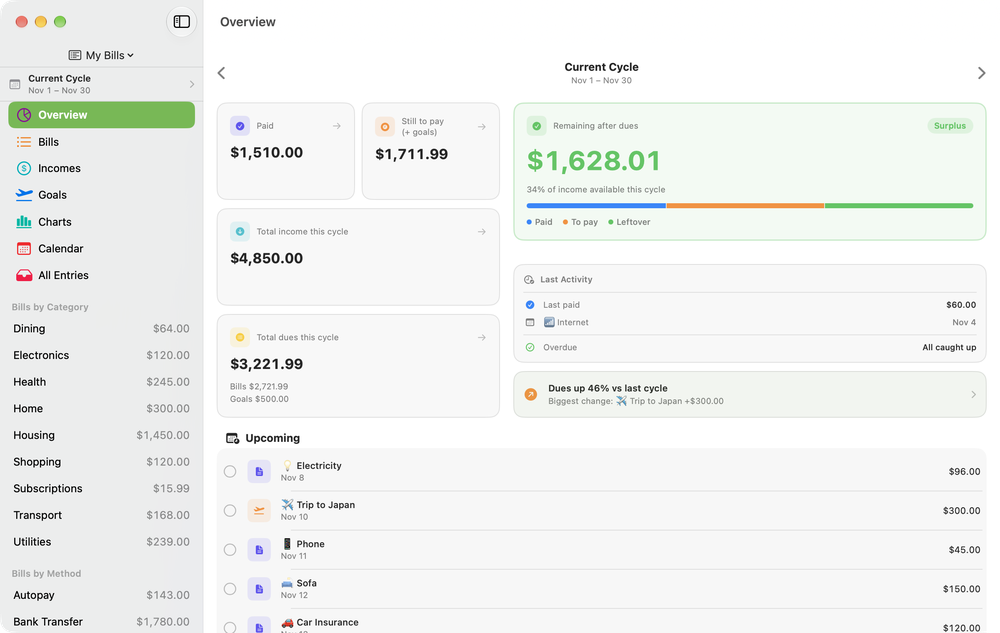 My Bills
Current Cycle
Nov 1 – Nov 30
Overview
Bills
Incomes
Goals
Charts
Calendar
All Entries
Bills by Category
Dining $64.00
Electronics $120.00
Health $245.00
Home $300.00
Housing $1,450.00
Shopping $120.00
Subscriptions $15.99
Transport $168.00
Utilities $239.00
Bills by Method
Autopay $143.00
Bank Transfer $1,780.00
Overview
Current Cycle
Nov 1 – Nov 30
Paid
$1,510.00
Still to pay
(+ goals)
$1,711.99
Total income this cycle
$4,850.00
Total dues this cycle
$3,221.99
Bills $2,721.99
Goals $500.00
Remaining after dues Surplus
$1,628.01
34% of income available this cycle
Paid To pay Leftover
Last Activity
Last paid $60.00
Internet Nov 4
Overdue All caught up
Dues up 46% vs last cycle
Biggest change: ✈️ Trip to Japan +$300.00
Upcoming
Electricity
Nov 8
$96.00
Trip to Japan
Nov 10
$300.00
Phone
Nov 11
$45.00
Sofa
Nov 12
$150.00
Car Insurance
$120.00